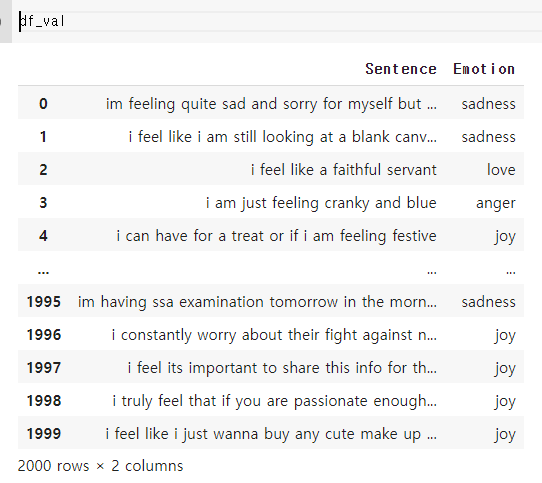 df_val
Sentence Emotion
0 im feeling quite sad and sorry for myself but ... sadness
1 i feel like i am still looking at a blank canv... sadness
2 i feel like a faithful servant love
3 i am just feeling cranky and blue anger
4 i can have for a treat or if i am feeling festive joy
... ... ...
1995 im having ssa examination tomorrow in the morn... sadness
1996 i constantly worry about their fight against n... joy
1997 i feel its important to share this info for th... joy
1998 i truly feel that if you are passionate enough... joy
1999 i feel like i just wanna buy any cute make up ... joy
2000 rows × 2 columns